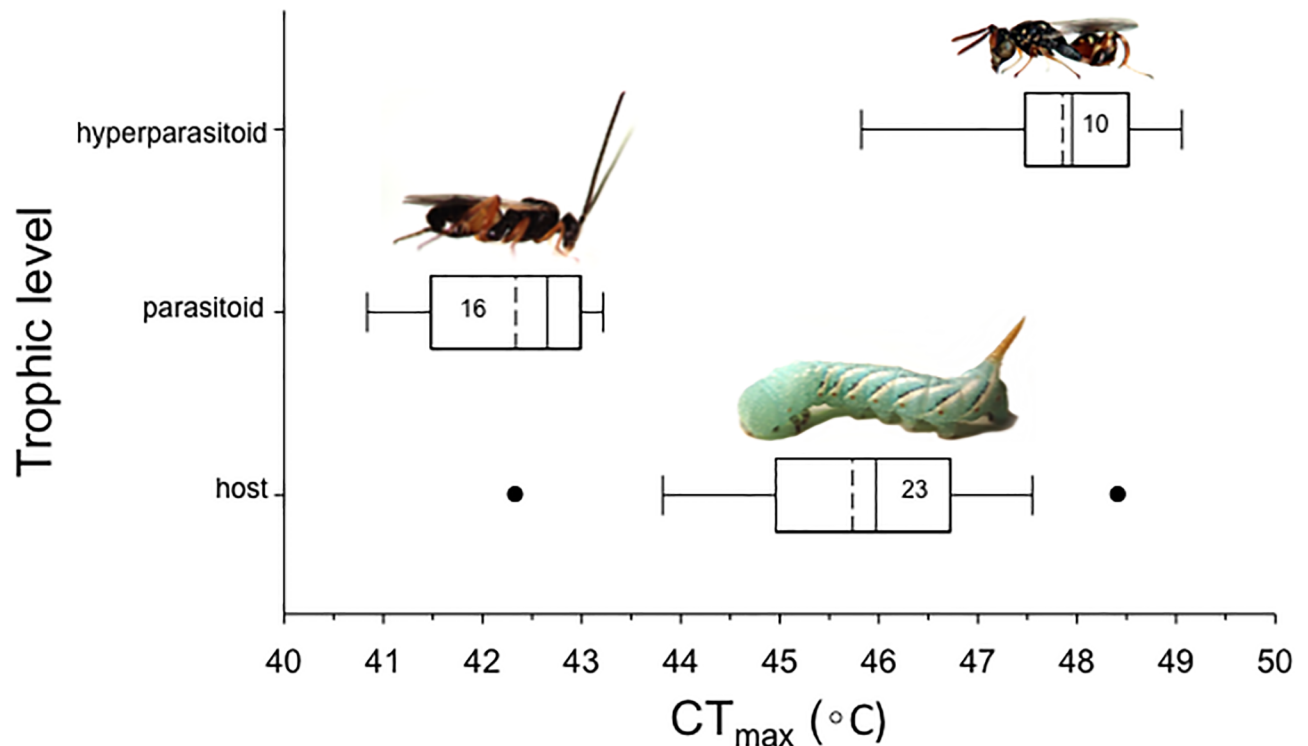 hyperparasitoid
10
parasitoid
16
host
23
Trophic level
40 41 42 43 44 45 46 47 48 49 50
CTmax (°C)